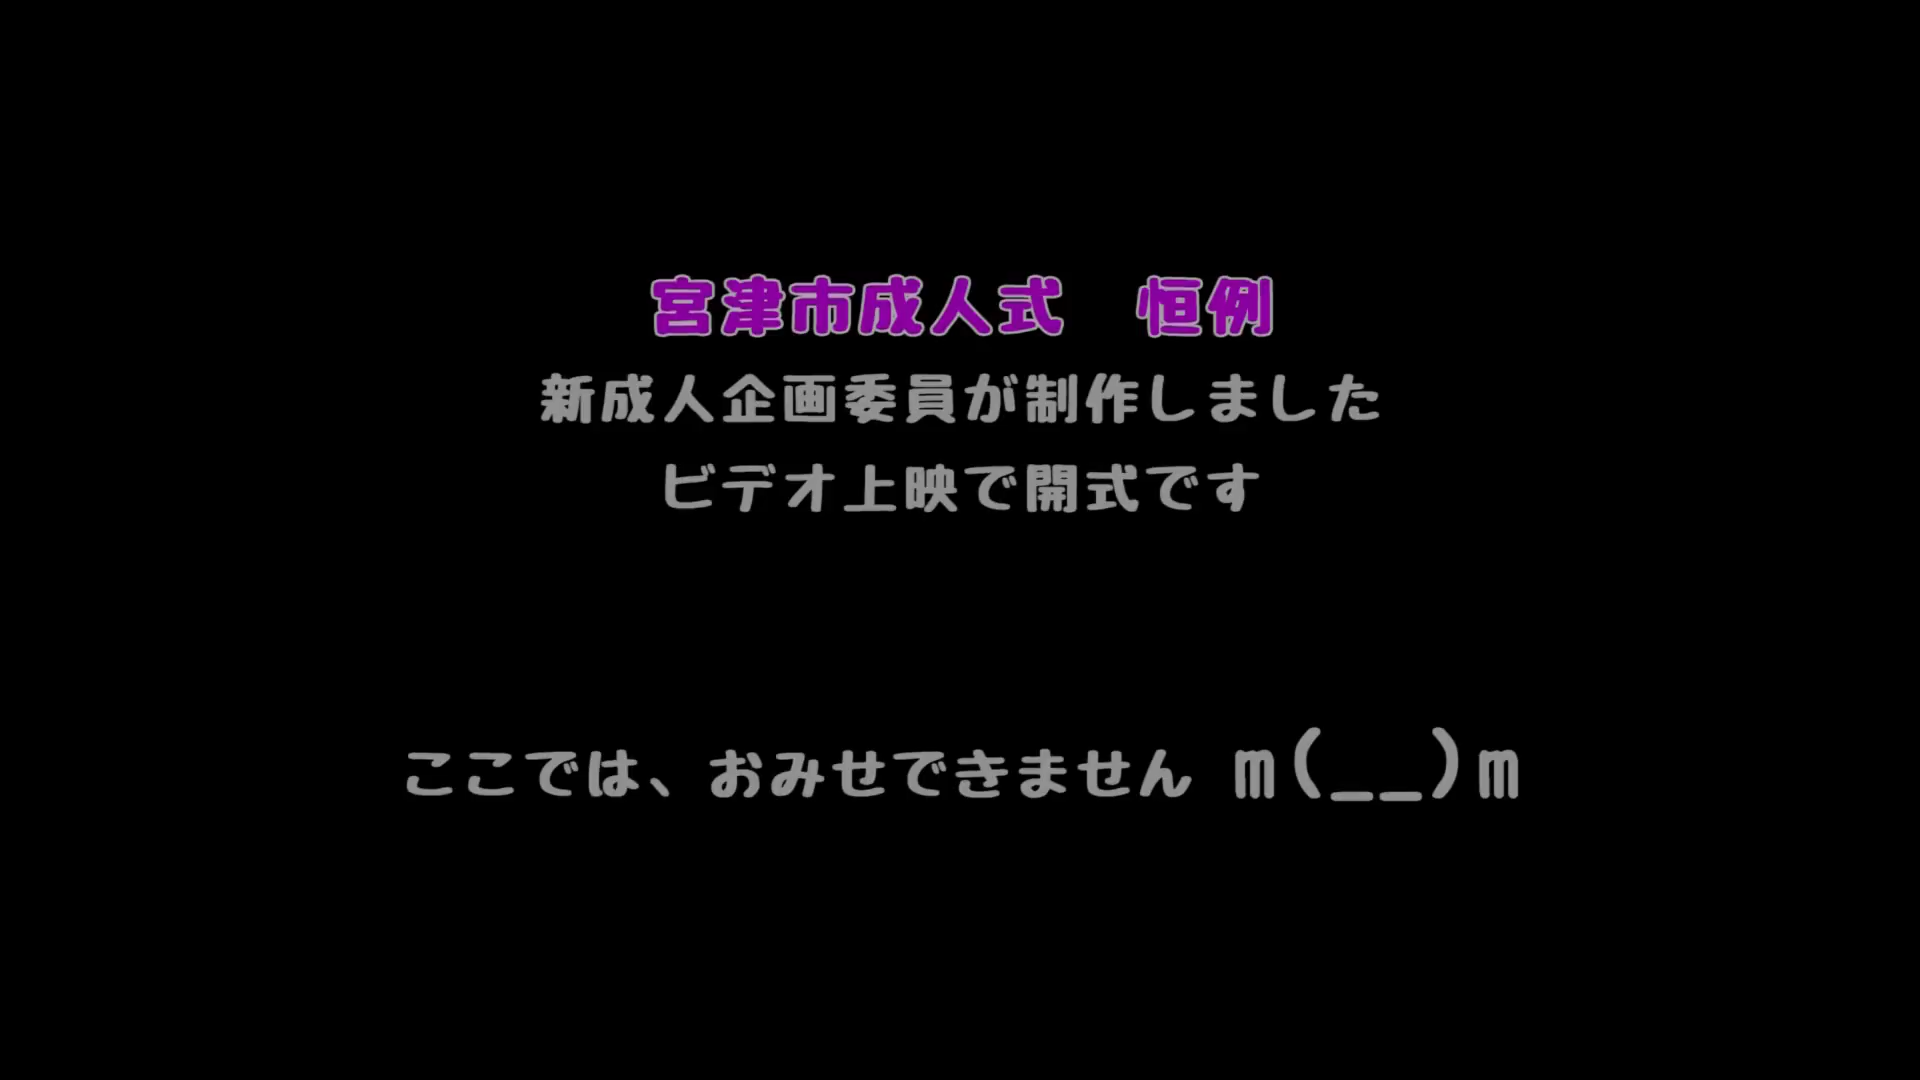 宮津市成人式　恒例
新成人企画委員が制作しました
ビデオ上映で開式です
ここでは、おみせできません m(__)m